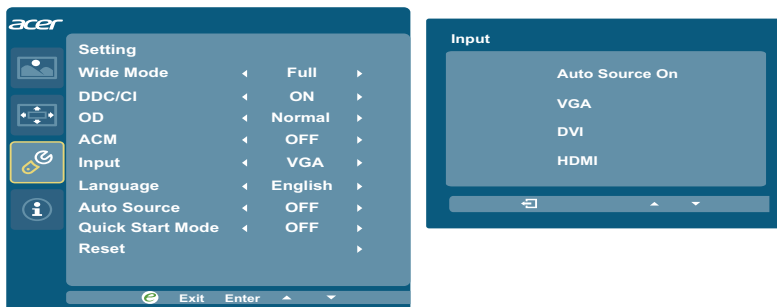 acer
Setting
Wide Mode Full
DDC/CI ON
OD Normal
ACM OFF
Input VGA
Language English
Auto Source OFF
Quick Start Mode OFF
Reset
e Exit Enter
Input
Auto Source On
VGA
DVI
HDMI